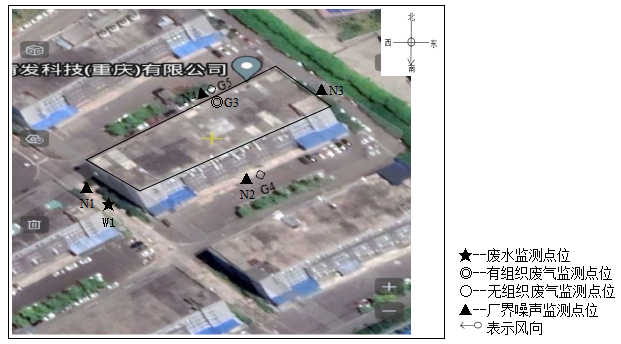 北
西 东
南
青发科技(重庆)有限公司
N4 G5
G3
N3
N1
W1
N2 G4
★--废水监测点位
◎--有组织废气监测点位
○--无组织废气监测点位
▲--厂界噪声监测点位
表示风向